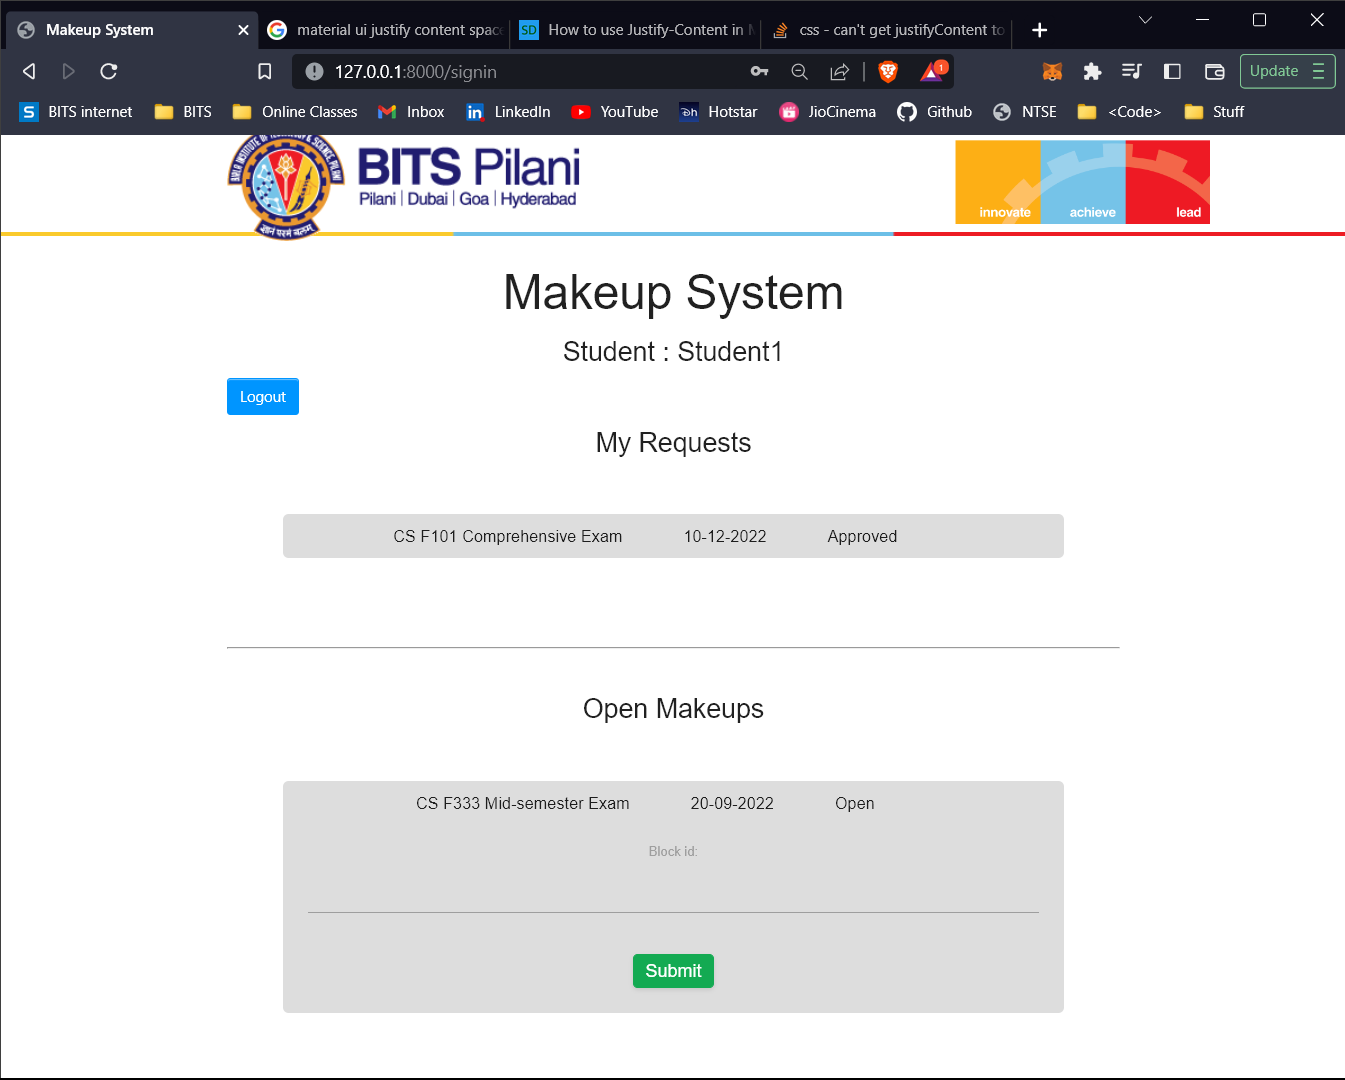 Makeup System
material ui justify content space
SD How to use Justify-Content in M
css - can't get justifyContent to
127.0.0.1:8000/signin
1
Update
S BITS internet
BITS
Online Classes
Inbox
in LinkedIn
YouTube
Hotstar
JioCinema
Github
NTSE
<Code>
Stuff
BITS Pilani
Pilani | Dubai | Goa | Hyderabad
innovate achieve lead
Makeup System
Student : Student1
Logout
My Requests
CS F101 Comprehensive Exam 10-12-2022 Approved
Open Makeups
CS F333 Mid-semester Exam 20-09-2022 Open
Block id:
Submit